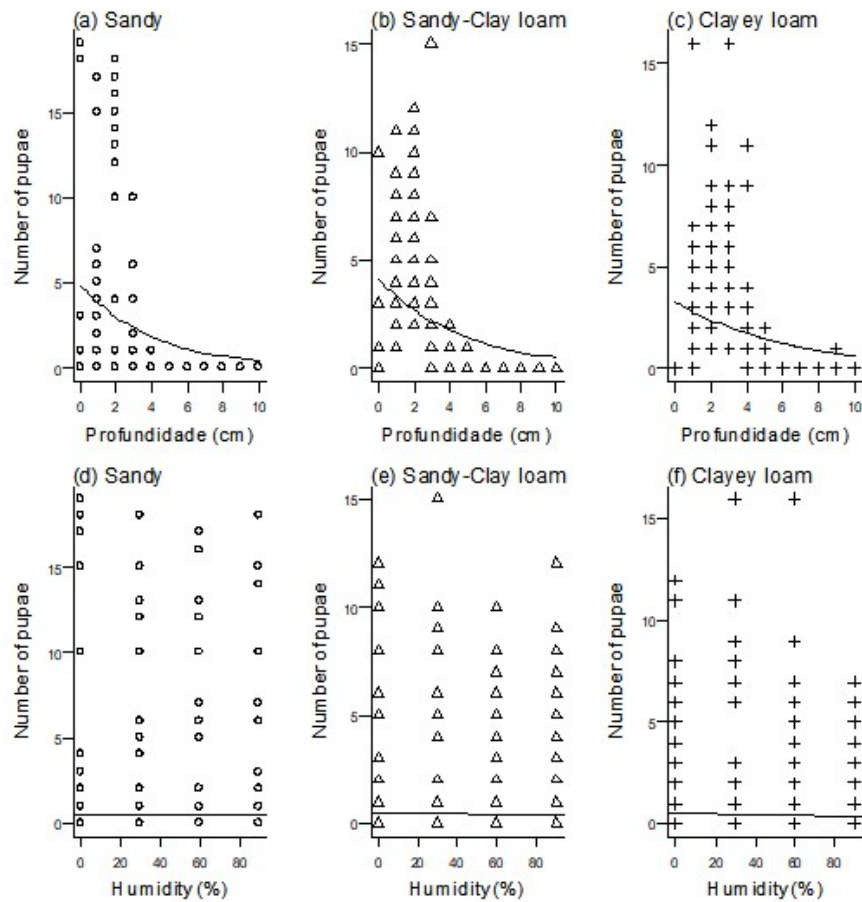 (a) Sandy
(b) Sandy-Clay loam
(c) Clayey loam
Number of pupae
15
10
5
0
0 2 4 6 8 10
Profundidade (cm)
Number of pupae
15
10
5
0
0 2 4 6 8 10
Profundidade (cm)
Number of pupae
15
10
5
0
0 2 4 6 8 10
Profundidade (cm)
(d) Sandy
(e) Sandy-Clay loam
(f) Clayey loam
Number of pupae
15
10
5
0
0 20 40 60 80
Humidity (%)
Number of pupae
15
10
5
0
0 20 40 60 80
Humidity (%)
Number of pupae
15
10
5
0
0 20 40 60 80
Humidity (%)